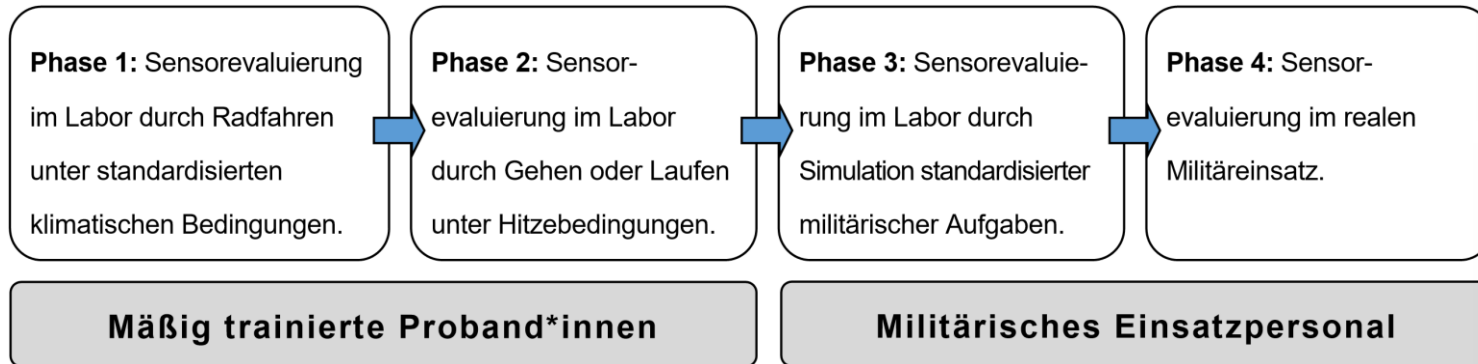 Phase 1: Sensorevaluierung
im Labor durch Radfahren
unter standardisierten
klimatischen Bedingungen.
Phase 2: Sensor-
evaluierung im Labor
durch Gehen oder Laufen
unter Hitzebedingungen.
Phase 3: Sensorevaluie-
rung im Labor durch
Simulation standardisierter
militärischer Aufgaben.
Phase 4: Sensor-
evaluierung im realen
Militäreinsatz.
Mäßig trainierte Proband*innen
Militärisches Einsatzpersonal